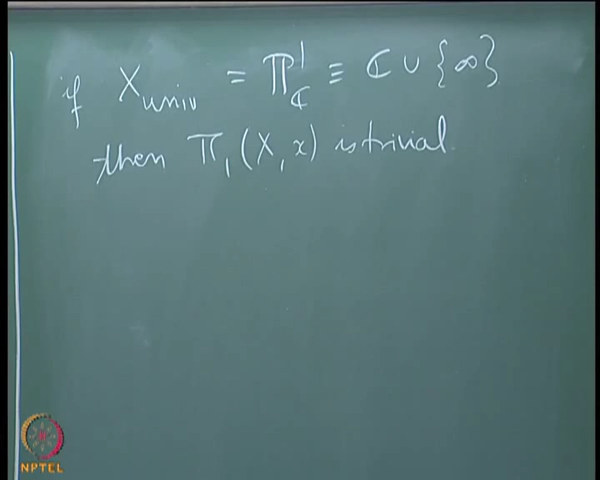 if X_univ = ℙ¹_ℂ ≡ ℂ ∪ {∞}
then π₁(X, x) is trivial
NPTEL